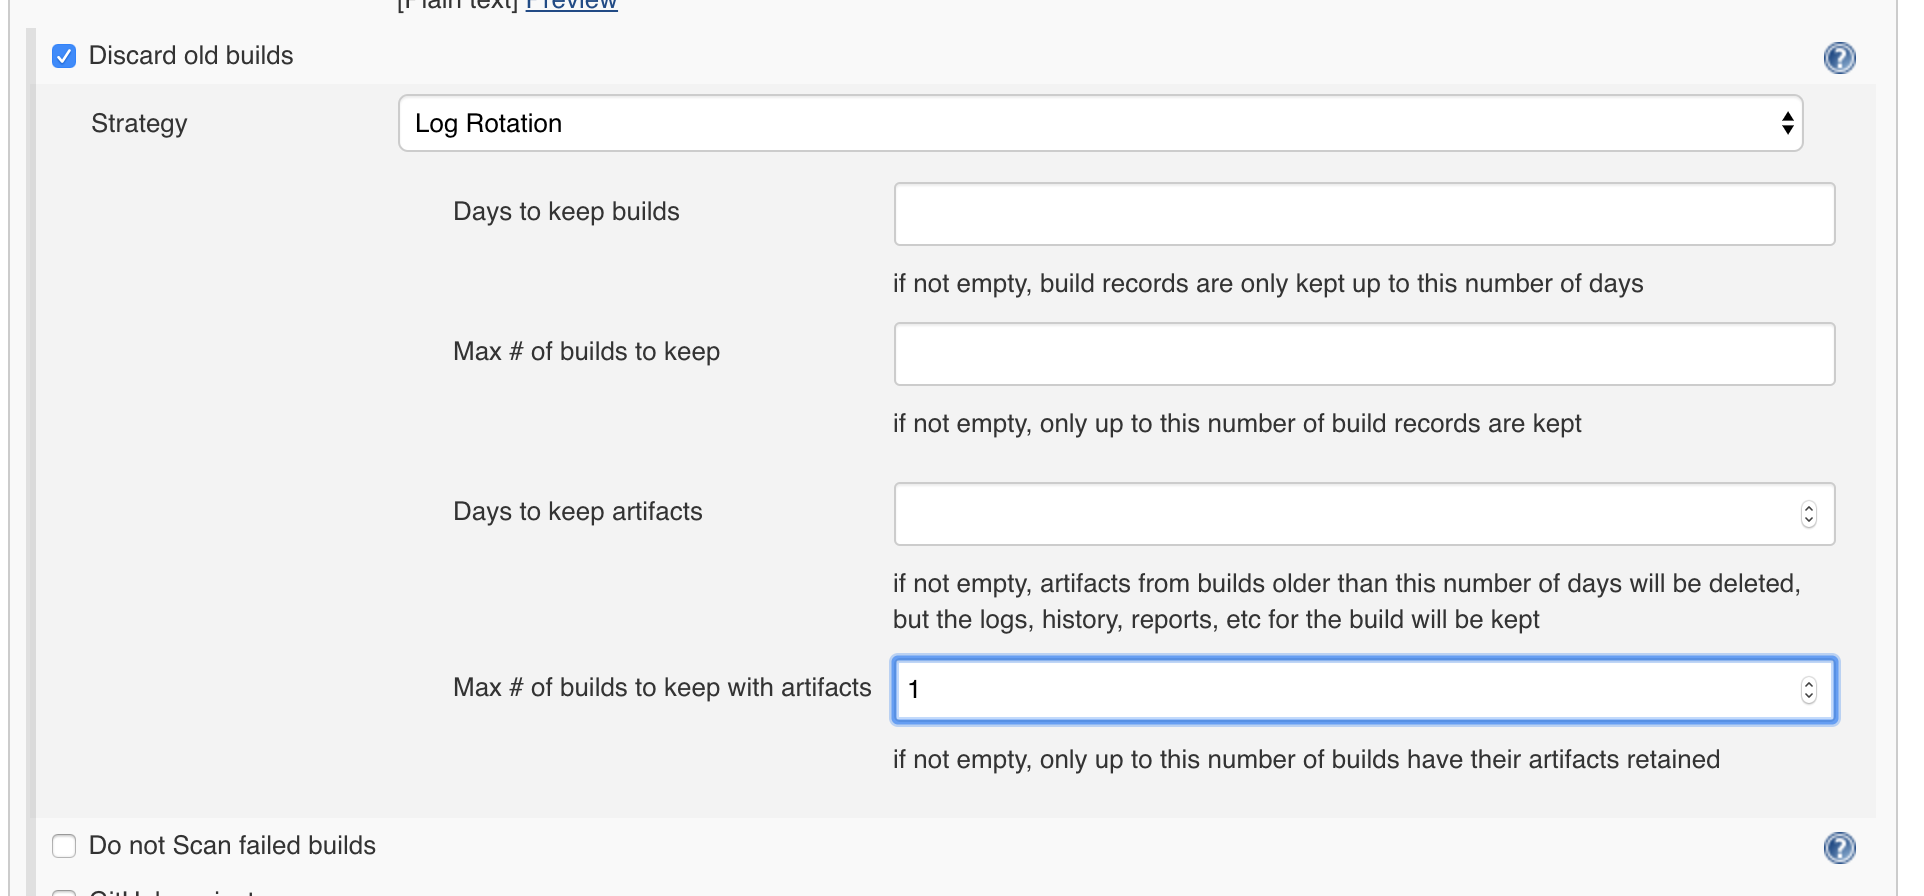 [Plain text] Preview
Discard old builds
Strategy
Log Rotation
Days to keep builds
if not empty, build records are only kept up to this number of days
Max # of builds to keep
if not empty, only up to this number of build records are kept
Days to keep artifacts
if not empty, artifacts from builds older than this number of days will be deleted,
but the logs, history, reports, etc for the build will be kept
Max # of builds to keep with artifacts
1
if not empty, only up to this number of builds have their artifacts retained
Do not Scan failed builds